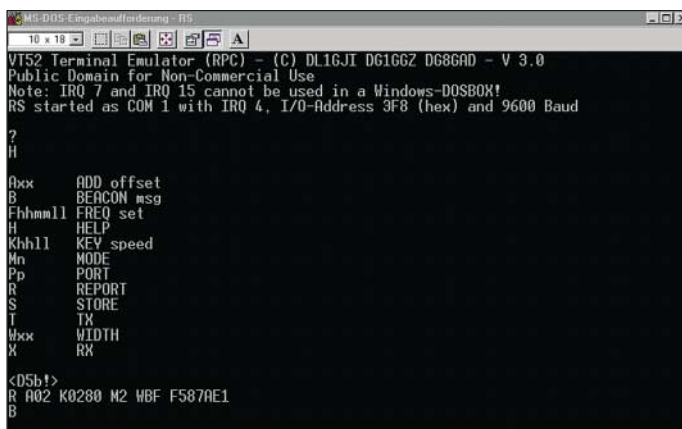 MS-DOS-Eingabeaufforderung - RS
10 x 18
A
VT52 Terminal Emulator (RPC) - (C) DL1GJI DG1GGZ DG8GAD - V 3.0
Public Domain for Non-Commercial Use
Note: IRQ 7 and IRQ 15 cannot be used in a Windows-DOSBOX!
RS started as COM 1 with IRQ 4, I/O-Address 3F8 (hex) and 9600 Baud
?
H
Axx ADD offset
B BEACON msg
Fhhmmll FREQ set
H HELP
Khhll KEY speed
Mn MODE
Pp PORT
R REPORT
S STORE
T TX
Wxx WIDTH
X RX
<D5b!>
R A02 K0280 M2 WBF F587AE1
B